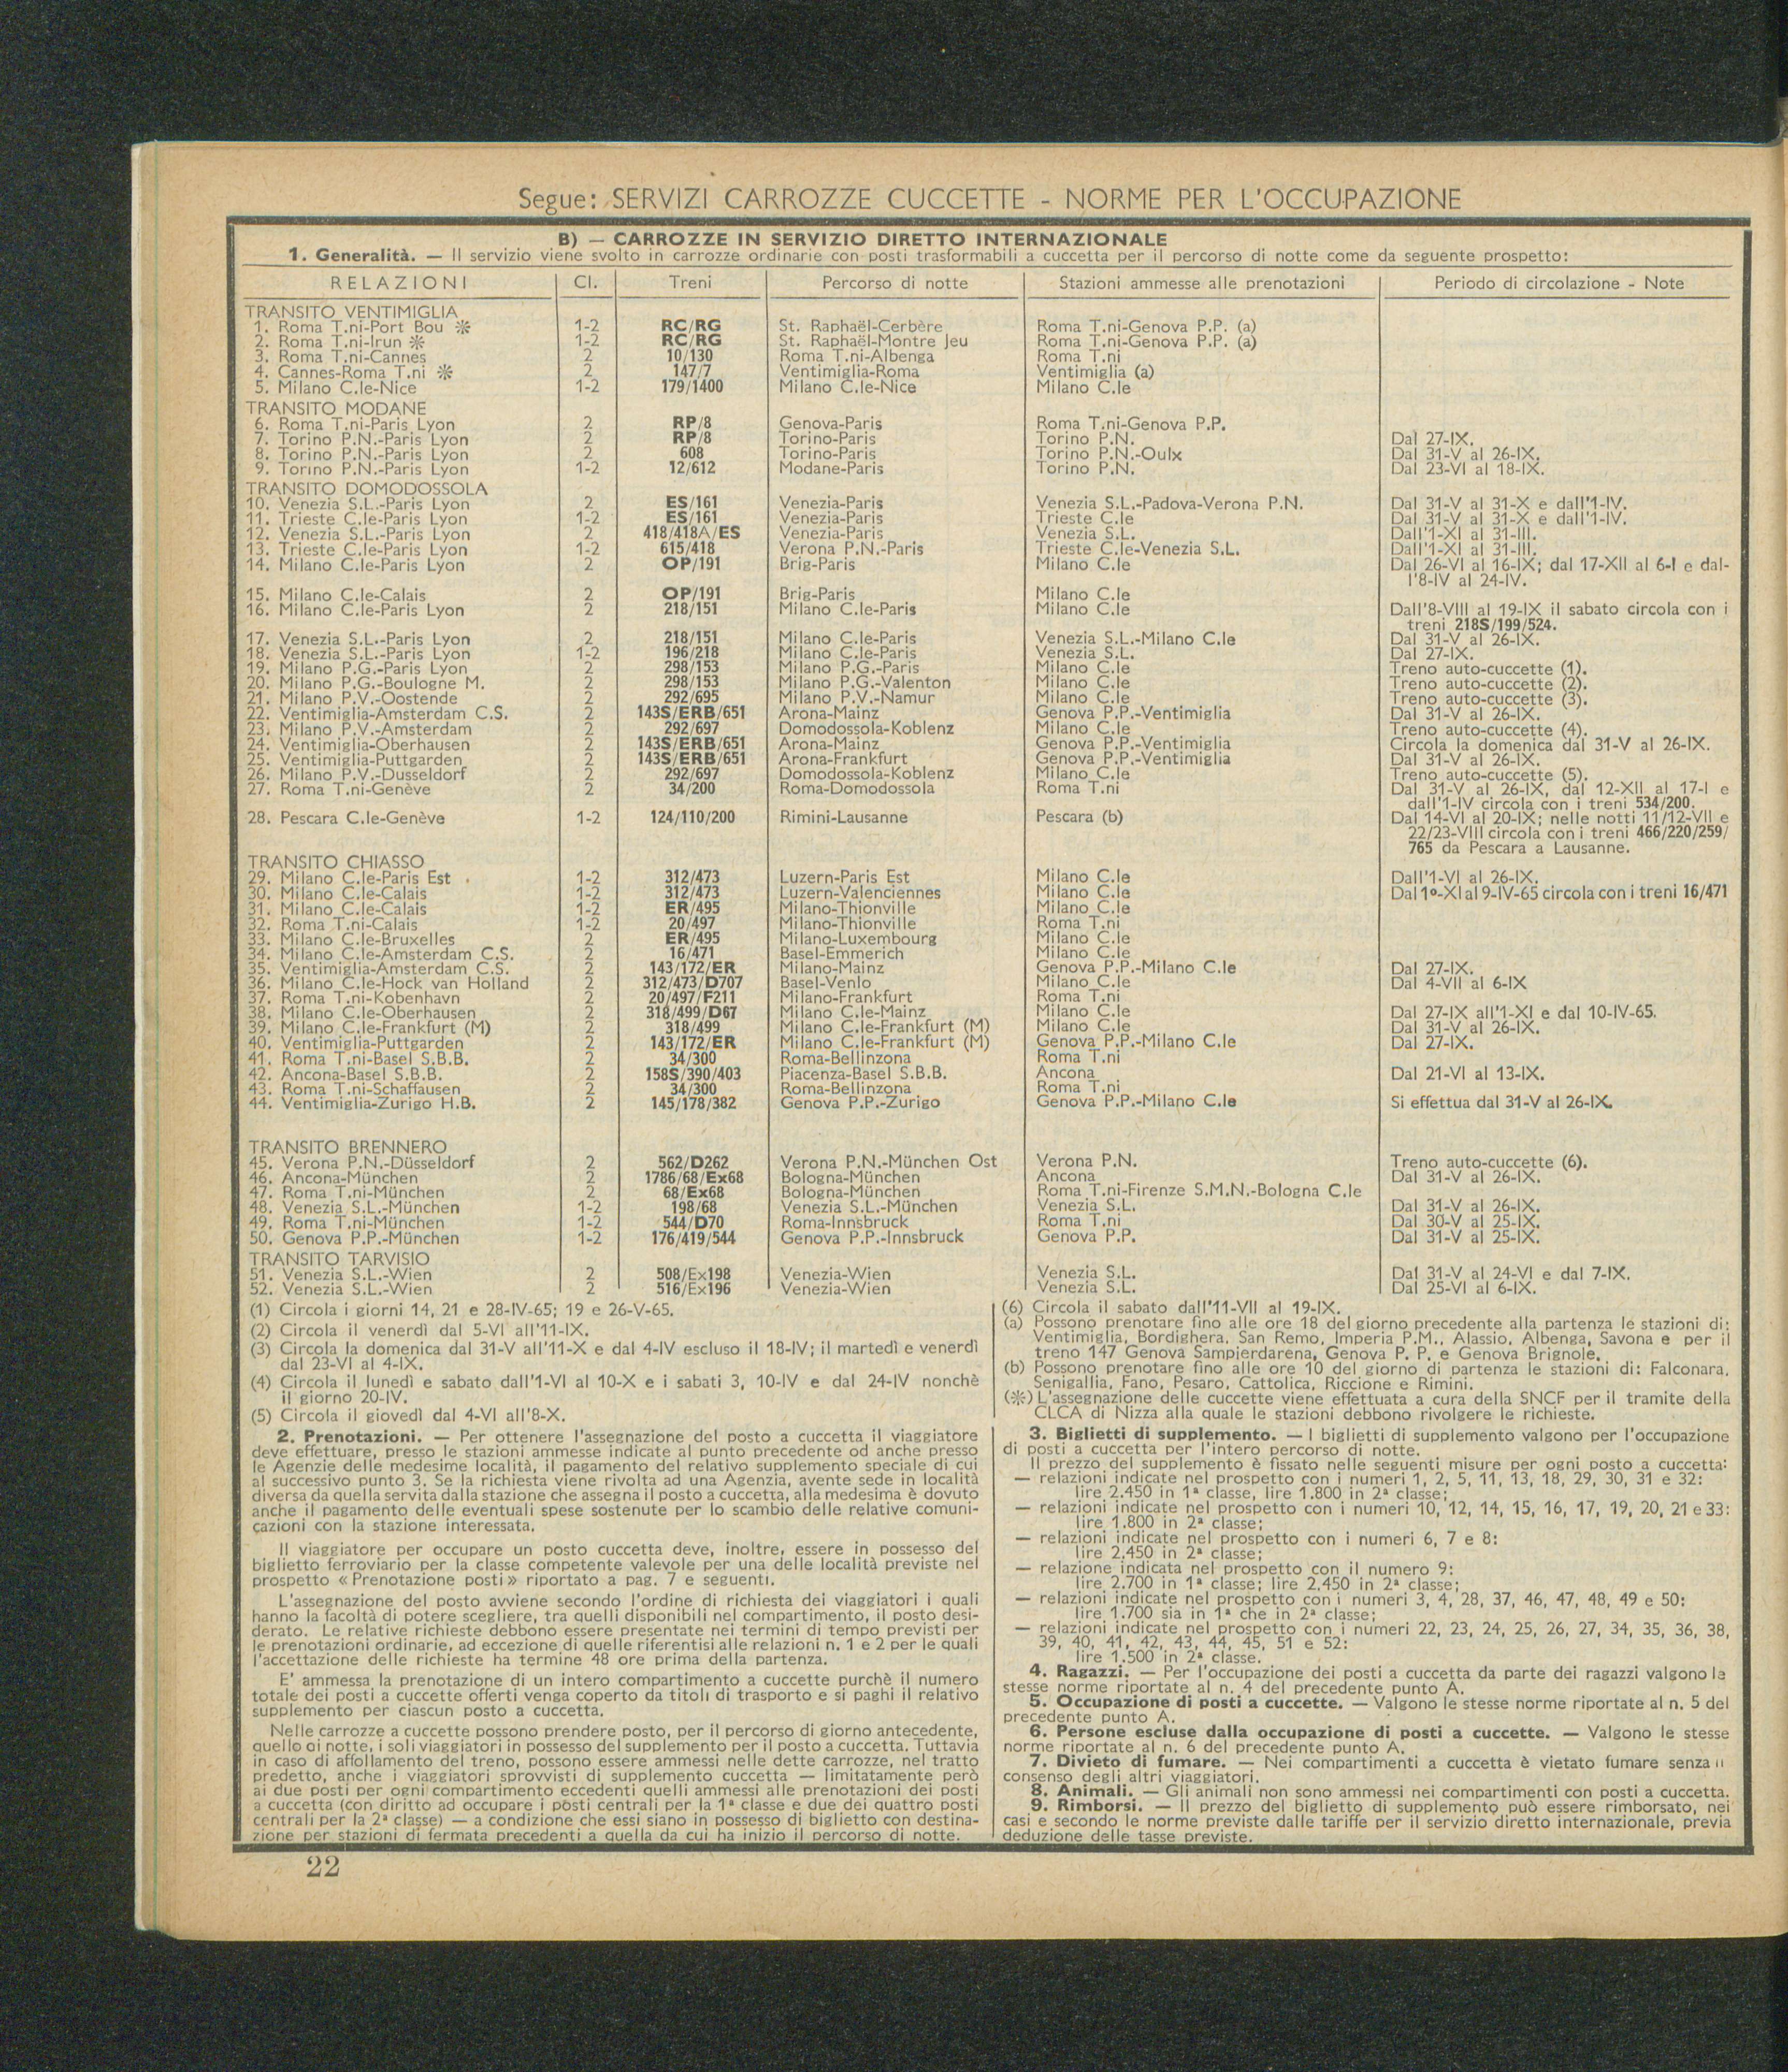 Segue: SERVIZI CARROZZE CUCCETTE - NORME PER L'OCCUPAZIONE
B) — CARROZZE IN SERVIZIO DIRETTO INTERNAZIONALE
1. Generalità. — Il servizio viene svolto in carrozze ordinarie con posti trasformabili a cuccetta per il percorso di notte come da seguente prospetto:
RELAZIONI Cl. Treni Percorso di notte Stazioni ammesse alle prenotazioni Periodo di circolazione - Note
TRANSITO VENTIMIGLIA
1. Roma T.ni-Port Bou ❊ 1-2 RC/RG St. Raphaël-Cerbère Roma T.ni-Genova P.P. (a)
2. Roma T.ni-Irun ❊ 1-2 RC/RG St. Raphaël-Montre Jeu Roma T.ni-Genova P.P. (a)
3. Roma T.ni-Cannes 2 10/130 Roma T.ni-Albenga Roma T.ni
4. Cannes-Roma T.ni ❊ 2 147/7 Ventimiglia-Roma Ventimiglia (a)
5. Milano C.le-Nice 1-2 179/1400 Milano C.le-Nice Milano C.le
TRANSITO MODANE
6. Roma T.ni-Paris Lyon 2 RP/8 Genova-Paris Roma T.ni-Genova P.P.
7. Torino P.N.-Paris Lyon 2 RP/8 Torino-Paris Torino P.N. Dal 27-IX.
8. Torino P.N.-Paris Lyon 2 608 Torino-Paris Torino P.N.-Oulx Dal 31-V al 26-IX.
9. Torino P.N.-Paris Lyon 1-2 12/612 Modane-Paris Torino P.N. Dal 23-VI al 18-IX.
TRANSITO DOMODOSSOLA
10. Venezia S.L.-Paris Lyon 2 ES/161 Venezia-Paris Venezia S.L.-Padova-Verona P.N. Dal 31-V al 31-X e dall'1-IV.
11. Trieste C.le-Paris Lyon 1-2 ES/161 Venezia-Paris Trieste C.le Dal 31-V al 31-X e dall'1-IV.
12. Venezia S.L.-Paris Lyon 2 418/418A/ES Venezia-Paris Venezia S.L. Dall'1-XI al 31-III.
13. Trieste C.le-Paris Lyon 1-2 615/418 Verona P.N.-Paris Trieste C.le-Venezia S.L. Dall'1-XI al 31-III.
14. Milano C.le-Paris Lyon 2 OP/191 Brig-Paris Milano C.le Dal 26-VI al 16-IX; dal 17-XII al 6-I e dal-
l'8-IV al 24-IV.
15. Milano C.le-Calais 2 OP/191 Brig-Paris Milano C.le
16. Milano C.le-Paris Lyon 2 218/151 Milano C.le-Paris Milano C.le Dall'8-VIII al 19-IX il sabato circola con i
treni 218S/199/524.
17. Venezia S.L.-Paris Lyon 2 218/151 Milano C.le-Paris Venezia S.L.-Milano C.le Dal 31-V al 26-IX.
18. Venezia S.L.-Paris Lyon 1-2 196/218 Milano C.le-Paris Venezia S.L. Dal 27-IX.
19. Milano P.G.-Paris Lyon 2 298/153 Milano P.G.-Paris Milano C.le Treno auto-cuccette (1).
20. Milano P.G.-Boulogne M. 2 298/153 Milano P.G.-Valenton Milano C.le Treno auto-cuccette (2).
21. Milano P.V.-Oostende 2 292/695 Milano P.V.-Namur Milano C.le Treno auto-cuccette (3).
22. Ventimiglia-Amsterdam C.S. 2 143S/ERB/651 Arona-Mainz Genova P.P.-Ventimiglia Dal 31-V al 26-IX.
23. Milano P.V.-Amsterdam 2 292/697 Domodossola-Koblenz Milano C.le Treno auto-cuccette (4).
24. Ventimiglia-Oberhausen 2 143S/ERB/651 Arona-Mainz Genova P.P.-Ventimiglia Circola la domenica dal 31-V al 26-IX.
25. Ventimiglia-Puttgarden 2 143S/ERB/651 Arona-Frankfurt Genova P.P.-Ventimiglia Dal 31-V al 26-IX.
26. Milano P.V.-Dusseldorf 2 292/697 Domodossola-Koblenz Milano C.le Treno auto-cuccette (5).
27. Roma T.ni-Genève 2 34/200 Roma-Domodossola Roma T.ni Dal 31-V al 26-IX, dal 12-XII al 17-I e
dall'1-IV circola con i treni 534/200.
28. Pescara C.le-Genève 1-2 124/110/200 Rimini-Lausanne Pescara (b) Dal 14-VI al 20-IX; nelle notti 11/12-VII e
22/23-VIII circola con i treni 466/220/259/
765 da Pescara a Lausanne.
TRANSITO CHIASSO
29. Milano C.le-Paris Est 1-2 312/473 Luzern-Paris Est Milano C.le Dall'1-VI al 26-IX.
30. Milano C.le-Calais 1-2 312/473 Luzern-Valenciennes Milano C.le Dal 1º-XI al 9-IV-65 circola con i treni 16/471
31. Milano C.le-Calais 1-2 ER/495 Milano-Thionville Milano C.le
32. Roma T.ni-Calais 1-2 20/497 Milano-Thionville Roma T.ni
33. Milano C.le-Bruxelles 2 ER/495 Milano-Luxembourg Milano C.le
34. Milano C.le-Amsterdam C.S. 2 16/471 Basel-Emmerich Milano C.le
35. Ventimiglia-Amsterdam C.S. 2 143/172/ER Milano-Mainz Genova P.P.-Milano C.le Dal 27-IX.
36. Milano C.le-Hock van Holland 2 312/473/D707 Basel-Venlo Milano C.le Dal 4-VII al 6-IX
37. Roma T.ni-Kobenhavn 2 20/497/F211 Milano-Frankfurt Roma T.ni
38. Milano C.le-Oberhausen 2 318/499/D67 Milano C.le-Mainz Milano C.le Dal 27-IX all'1-XI e dal 10-IV-65.
39. Milano C.le-Frankfurt (M) 2 318/499 Milano C.le-Frankfurt (M) Milano C.le Dal 31-V al 26-IX.
40. Ventimiglia-Puttgarden 2 143/172/ER Milano C.le-Frankfurt (M) Genova P.P.-Milano C.le Dal 27-IX.
41. Roma T.ni-Basel S.B.B. 2 34/300 Roma-Bellinzona Roma T.ni
42. Ancona-Basel S.B.B. 2 158S/390/403 Piacenza-Basel S.B.B. Ancona Dal 21-VI al 13-IX.
43. Roma T.ni-Schaffausen 2 34/300 Roma-Bellinzona Roma T.ni
44. Ventimiglia-Zurigo H.B. 2 145/178/382 Genova P.P.-Zurigo Genova P.P.-Milano C.le Si effettua dal 31-V al 26-IX.
TRANSITO BRENNERO
45. Verona P.N.-Düsseldorf 2 562/D262 Verona P.N.-München Ost Verona P.N. Treno auto-cuccette (6).
46. Ancona-München 2 1786/68/Ex68 Bologna-München Ancona Dal 31-V al 26-IX.
47. Roma T.ni-München 2 68/Ex68 Bologna-München Roma T.ni-Firenze S.M.N.-Bologna C.le
48. Venezia S.L.-München 1-2 198/68 Venezia S.L.-München Venezia S.L. Dal 31-V al 26-IX.
49. Roma T.ni-München 1-2 544/D70 Roma-Innsbruck Roma T.ni Dal 30-V al 25-IX.
50. Genova P.P.-München 1-2 176/419/544 Genova P.P.-Innsbruck Genova P.P. Dal 31-V al 25-IX.
TRANSITO TARVISIO
51. Venezia S.L.-Wien 2 508/Ex198 Venezia-Wien Venezia S.L. Dal 31-V al 24-VI e dal 7-IX.
52. Venezia S.L.-Wien 2 516/Ex196 Venezia-Wien Venezia S.L. Dal 25-VI al 6-IX.
(1) Circola i giorni 14, 21 e 28-IV-65; 19 e 26-V-65.
(2) Circola il venerdì dal 5-VI all'11-IX.
(3) Circola la domenica dal 31-V all'11-X e dal 4-IV escluso il 18-IV; il martedì e venerdì
dal 23-VI al 4-IX.
(4) Circola il lunedì e sabato dall'1-VI al 10-X e i sabati 3, 10-IV e dal 24-IV nonchè
il giorno 20-IV.
(5) Circola il giovedì dal 4-VI all'8-X.
2. Prenotazioni. — Per ottenere l'assegnazione del posto a cuccetta il viaggiatore
deve effettuare, presso le stazioni ammesse indicate al punto precedente od anche presso
le Agenzie delle medesime località, il pagamento del relativo supplemento speciale di cui
al successivo punto 3. Se la richiesta viene rivolta ad una Agenzia, avente sede in località
diversa da quella servita dalla stazione che assegna il posto a cuccetta, alla medesima è dovuto
anche il pagamento delle eventuali spese sostenute per lo scambio delle relative comuni-
cazioni con la stazione interessata.
Il viaggiatore per occupare un posto cuccetta deve, inoltre, essere in possesso del
biglietto ferroviario per la classe competente valevole per una delle località previste nel
prospetto « Prenotazione posti » riportato a pag. 7 e seguenti.
L'assegnazione del posto avviene secondo l'ordine di richiesta dei viaggiatori i quali
hanno la facoltà di potere scegliere, tra quelli disponibili nel compartimento, il posto desi-
derato. Le relative richieste debbono essere presentate nei termini di tempo previsti per
le prenotazioni ordinarie, ad eccezione di quelle riferentisi alle relazioni n. 1 e 2 per le quali
l'accettazione delle richieste ha termine 48 ore prima della partenza.
E' ammessa la prenotazione di un intero compartimento a cuccette purchè il numero
totale dei posti a cuccette offerti venga coperto da titoli di trasporto e si paghi il relativo
supplemento per ciascun posto a cuccetta.
Nelle carrozze a cuccette possono prendere posto, per il percorso di giorno antecedente,
quello di notte, i soli viaggiatori in possesso del supplemento per il posto a cuccetta. Tuttavia
in caso di affollamento del treno, possono essere ammessi nelle dette carrozze, nel tratto
predetto, anche i viaggiatori sprovvisti di supplemento cuccetta — limitatamente però
ai due posti per ogni compartimento eccedenti quelli ammessi alle prenotazioni dei posti
a cuccetta (con diritto ad occupare i posti centrali per la 1ª classe e due dei quattro posti
centrali per la 2ª classe) — a condizione che essi siano in possesso di biglietto con destina-
zione per stazioni di fermata precedenti a quella da cui ha inizio il percorso di notte.
(6) Circola il sabato dall'11-VII al 19-IX.
(a) Possono prenotare fino alle ore 18 del giorno precedente alla partenza le stazioni di:
Ventimiglia, Bordighera, San Remo, Imperia P.M., Alassio, Albenga, Savona e per il
treno 147 Genova Sampierdarena, Genova P. P. e Genova Brignole.
(b) Possono prenotare fino alle ore 10 del giorno di partenza le stazioni di: Falconara,
Senigallia, Fano, Pesaro, Cattolica, Riccione e Rimini.
(❊) L'assegnazione delle cuccette viene effettuata a cura della SNCF per il tramite della
CLCA di Nizza alla quale le stazioni debbono rivolgere le richieste.
3. Biglietti di supplemento. — I biglietti di supplemento valgono per l'occupazione
di posti a cuccetta per l'intero percorso di notte.
Il prezzo del supplemento è fissato nelle seguenti misure per ogni posto a cuccetta:
— relazioni indicate nel prospetto con i numeri 1, 2, 5, 11, 13, 18, 29, 30, 31 e 32:
lire 2.450 in 1ª classe, lire 1.800 in 2ª classe;
— relazioni indicate nel prospetto con i numeri 10, 12, 14, 15, 16, 17, 19, 20, 21 e 33:
lire 1.800 in 2ª classe;
— relazioni indicate nel prospetto con i numeri 6, 7 e 8:
lire 2.450 in 2ª classe;
— relazione indicata nel prospetto con il numero 9:
lire 2.700 in 1ª classe; lire 2.450 in 2ª classe;
— relazioni indicate nel prospetto con i numeri 3, 4, 28, 37, 46, 47, 48, 49 e 50:
lire 1.700 sia in 1ª che in 2ª classe;
— relazioni indicate nel prospetto con i numeri 22, 23, 24, 25, 26, 27, 34, 35, 36, 38,
39, 40, 41, 42, 43, 44, 45, 51 e 52:
lire 1.500 in 2ª classe.
4. Ragazzi. — Per l'occupazione dei posti a cuccetta da parte dei ragazzi valgono la
stesse norme riportate al n. 4 del precedente punto A.
5. Occupazione di posti a cuccette. — Valgono le stesse norme riportate al n. 5 del
precedente punto A.
6. Persone escluse dalla occupazione di posti a cuccette. — Valgono le stesse
norme riportate al n. 6 del precedente punto A.
7. Divieto di fumare. — Nei compartimenti a cuccetta è vietato fumare senza il
consenso degli altri viaggiatori.
8. Animali. — Gli animali non sono ammessi nei compartimenti con posti a cuccetta.
9. Rimborsi. — Il prezzo del biglietto di supplemento può essere rimborsato, nei
casi e secondo le norme previste dalle tariffe per il servizio diretto internazionale, previa
deduzione delle tasse previste.
22